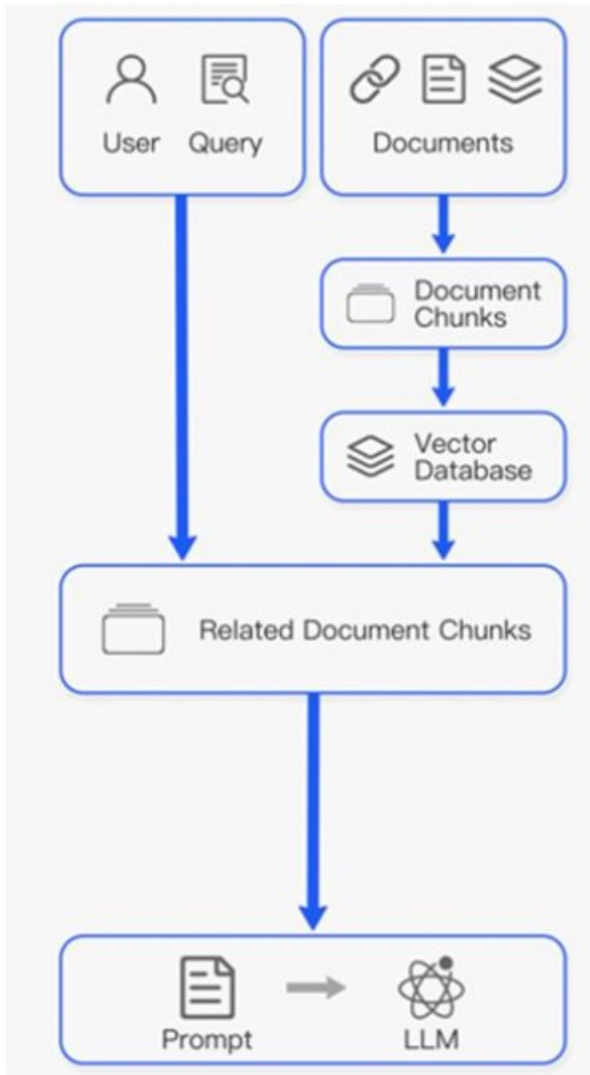 User Query
Documents
Document
Chunks
Vector
Database
Related Document Chunks
Prompt
LLM